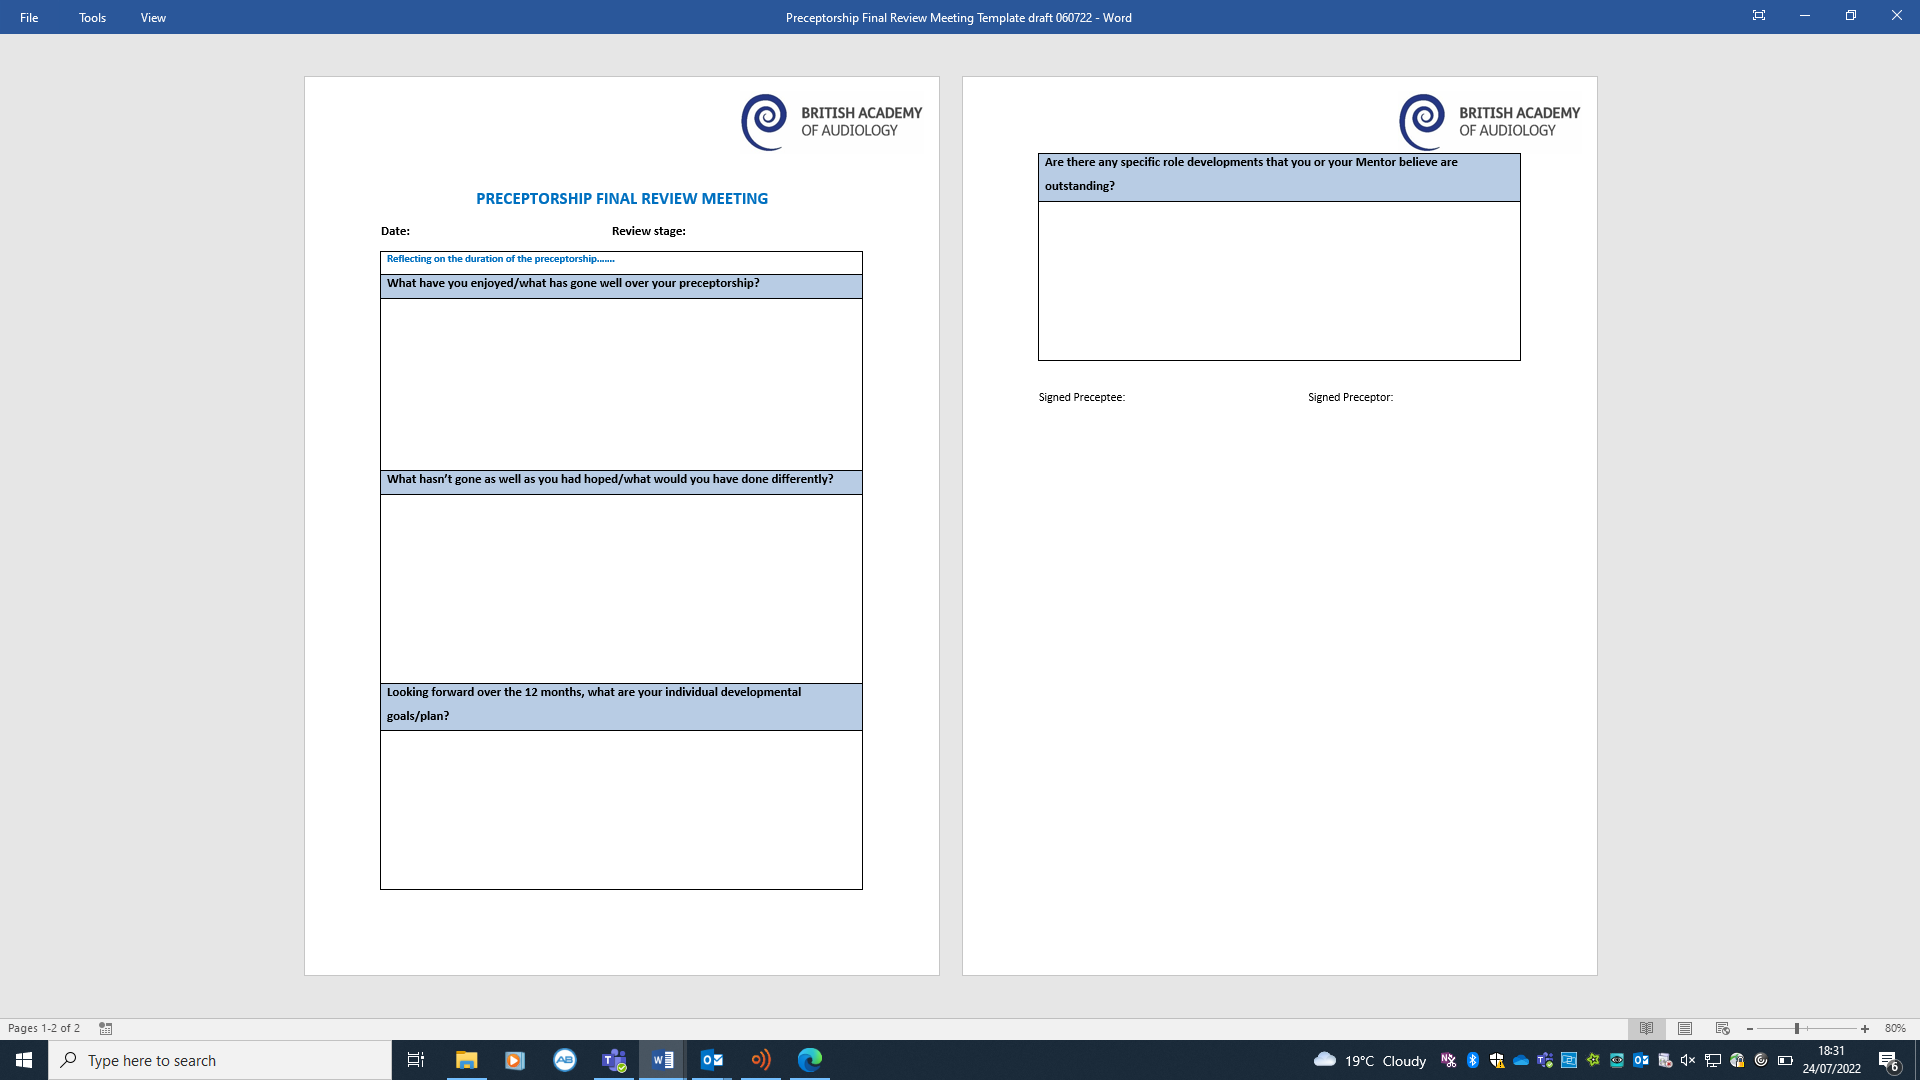 File Tools View Preceptorship Final Review Meeting Template draft 060722 - Word
BRITISH ACADEMY
OF AUDIOLOGY
PRECEPTORSHIP FINAL REVIEW MEETING
Date: Review stage:
Reflecting on the duration of the preceptorship.......
What have you enjoyed/what has gone well over your preceptorship?
What hasn’t gone as well as you had hoped/what would you have done differently?
Looking forward over the 12 months, what are your individual developmental
goals/plan?
BRITISH ACADEMY
OF AUDIOLOGY
Are there any specific role developments that you or your Mentor believe are
outstanding?
Signed Preceptee: Signed Preceptor:
Pages 1-2 of 2 80%
Type here to search
19°C Cloudy
18:31
24/07/2022
6